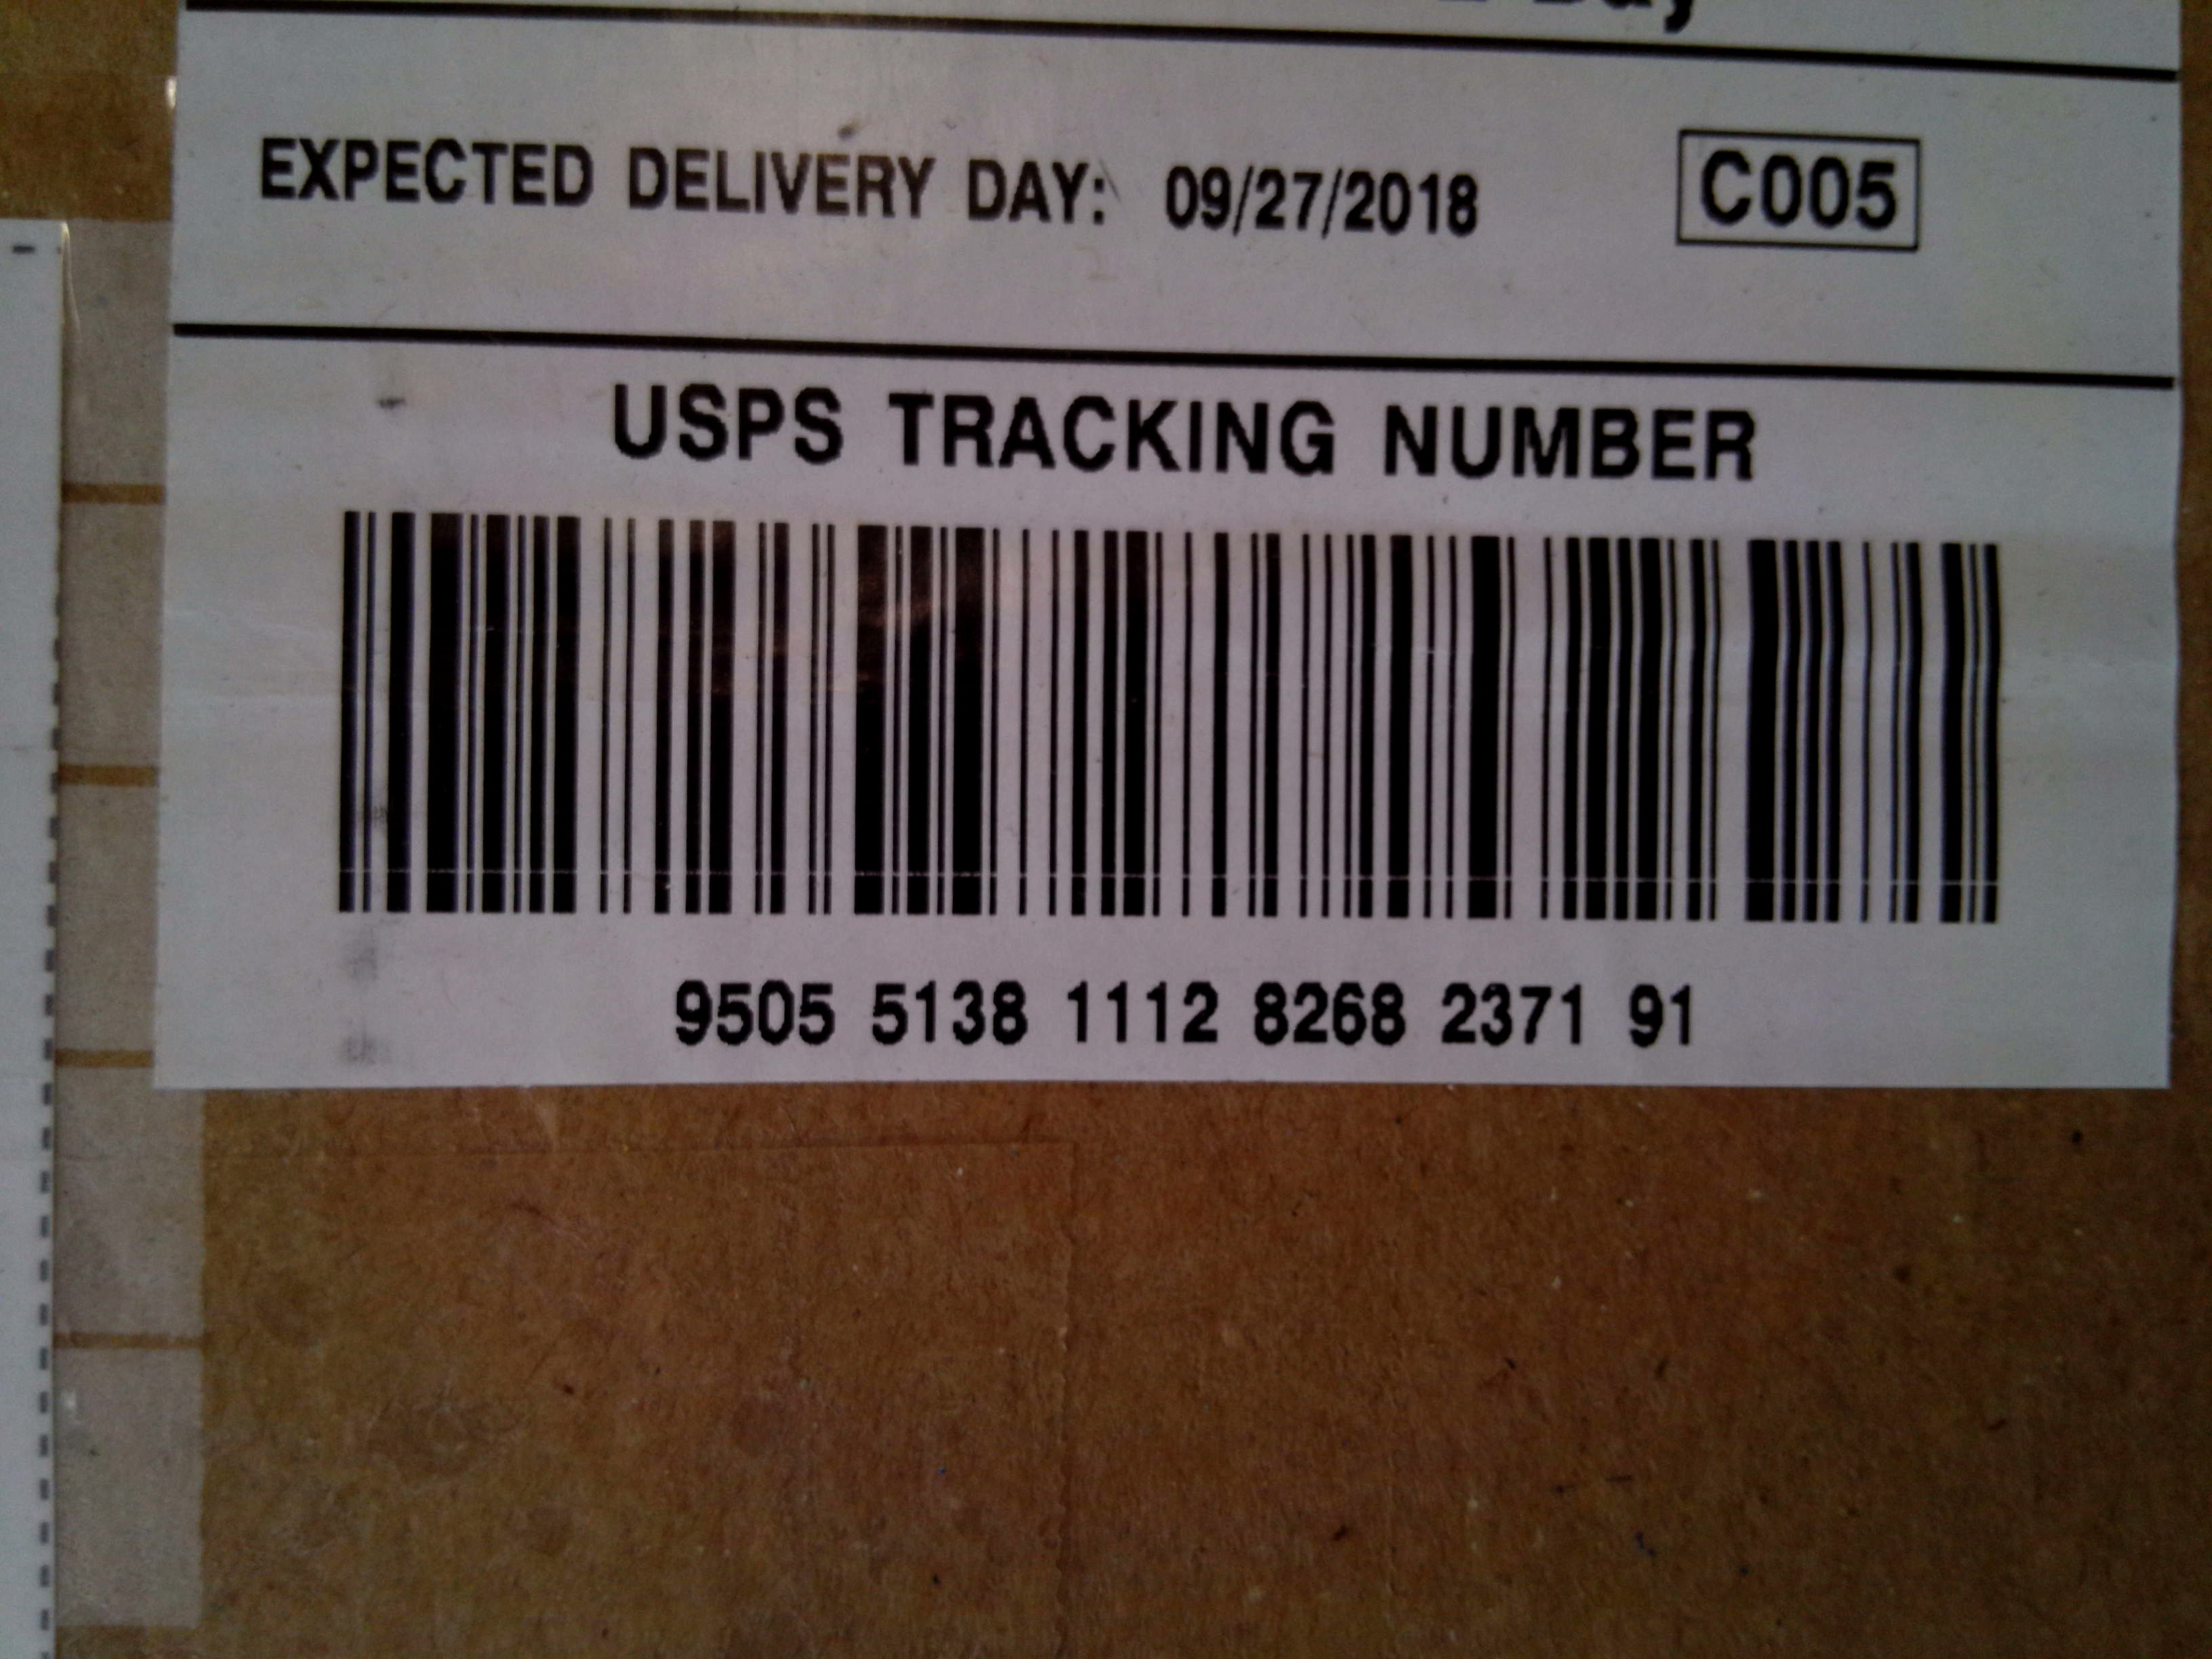 EXPECTED DELIVERY DAY: 09/27/2018
C005
USPS TRACKING NUMBER
9505 5138 1112 8268 2371 91